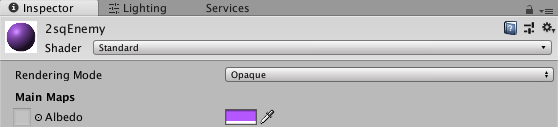 Inspector Lighting Services
2sqEnemy
Shader Standard
Rendering Mode Opaque
Main Maps
Albedo